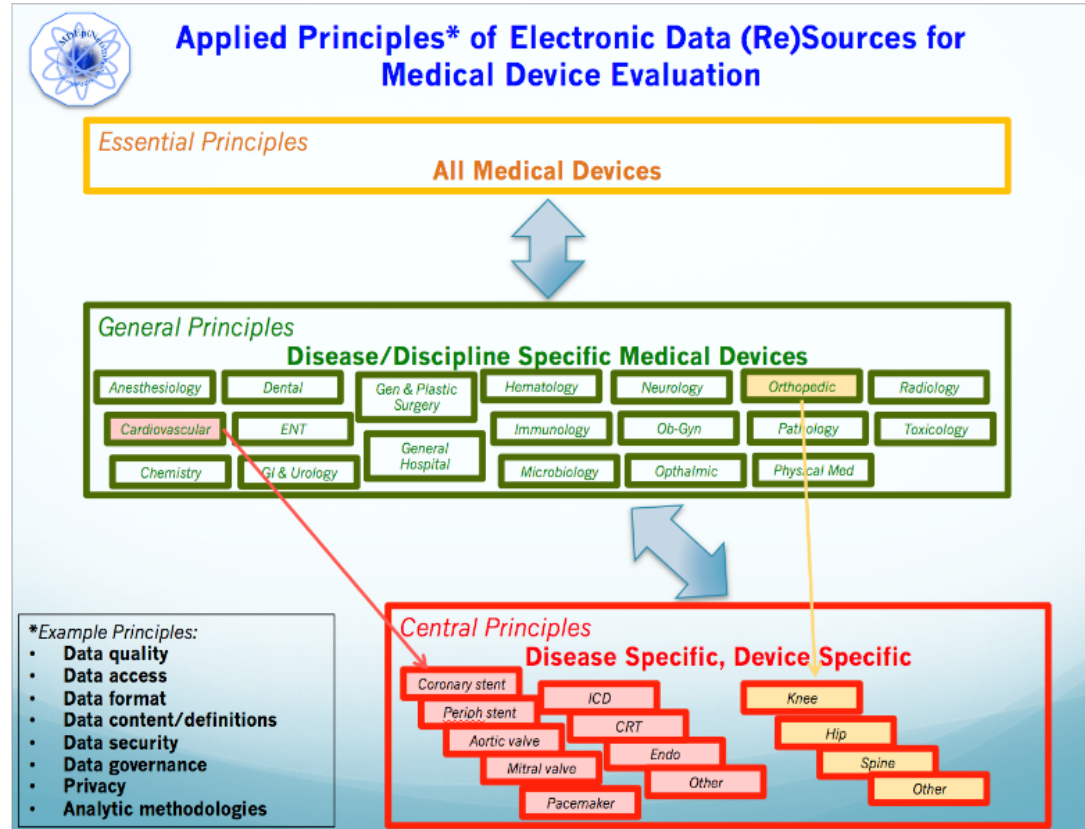 Applied Principles* of Electronic Data (Re)Sources for
Medical Device Evaluation
Essential Principles
All Medical Devices
General Principles
Disease/Discipline Specific Medical Devices
Anesthesiology
Dental
Gen & Plastic
Surgery
Hematology
Neurology
Orthopedic
Radiology
Cardiovascular
ENT
General
Hospital
Immunology
Ob-Gyn
Pathology
Toxicology
Chemistry
GI & Urology
Microbiology
Opthalmic
Physical Med
*Example Principles:
• Data quality
• Data access
• Data format
• Data content/definitions
• Data security
• Data governance
• Privacy
• Analytic methodologies
Central Principles
Disease Specific, Device Specific
Coronary stent
Periph stent
Aortic valve
Mitral valve
Pacemaker
ICD
CRT
Endo
Other
Knee
Hip
Spine
Other